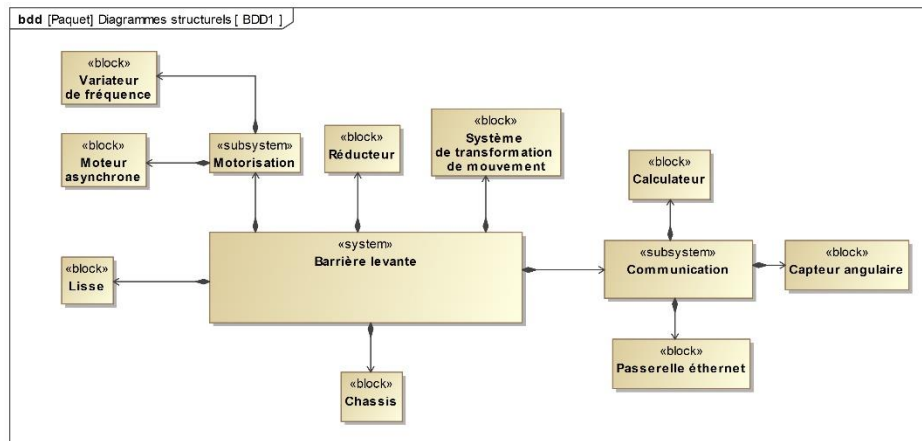 bdd [Paquet] Diagrammes structurels [ BDD1 ]
«block»
Variateur
de fréquence
«block»
Moteur
asynchrone
«subsystem»
Motorisation
«block»
Réducteur
«block»
Système
de transformation
de mouvement
«block»
Calculateur
«system»
Barrière levante
«block»
Lisse
«subsystem»
Communication
«block»
Capteur angulaire
«block»
Passerelle éthernet
«block»
Chassis